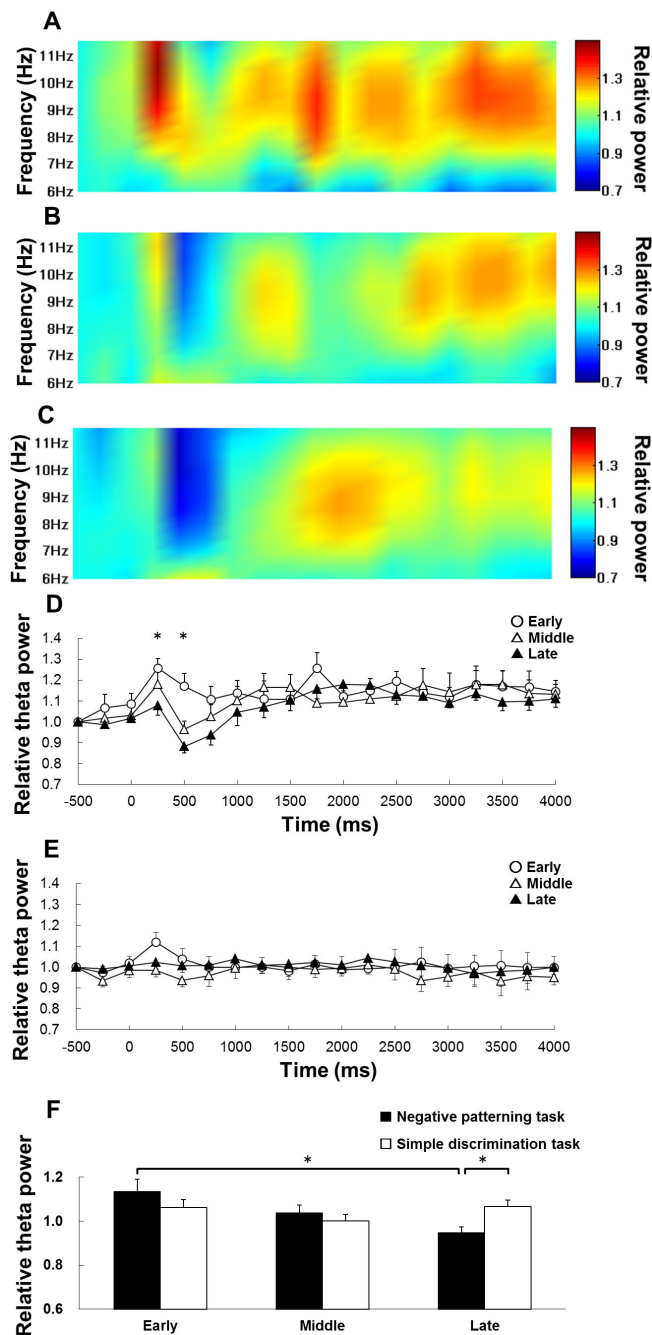 A
Frequency (Hz)
11Hz
10Hz
9Hz
8Hz
7Hz
6Hz
1.3
1.1
0.9
0.7
Relative power
B
Frequency (Hz)
11Hz
10Hz
9Hz
8Hz
7Hz
6Hz
1.3
1.1
0.9
0.7
Relative power
C
Frequency (Hz)
11Hz
10Hz
9Hz
8Hz
7Hz
6Hz
1.3
1.1
0.9
0.7
Relative power
D
Early
Middle
Late
* *
Relative theta power
1.4
1.3
1.2
1.1
1.0
0.9
0.8
0.7
-500 0 500 1000 1500 2000 2500 3000 3500 4000
Time (ms)
E
Early
Middle
Late
Relative theta power
1.4
1.3
1.2
1.1
1.0
0.9
0.8
0.7
-500 0 500 1000 1500 2000 2500 3000 3500 4000
Time (ms)
F
Negative patterning task
Simple discrimination task
* *
Relative theta power
1.2
1.0
0.8
0.6
Early Middle Late